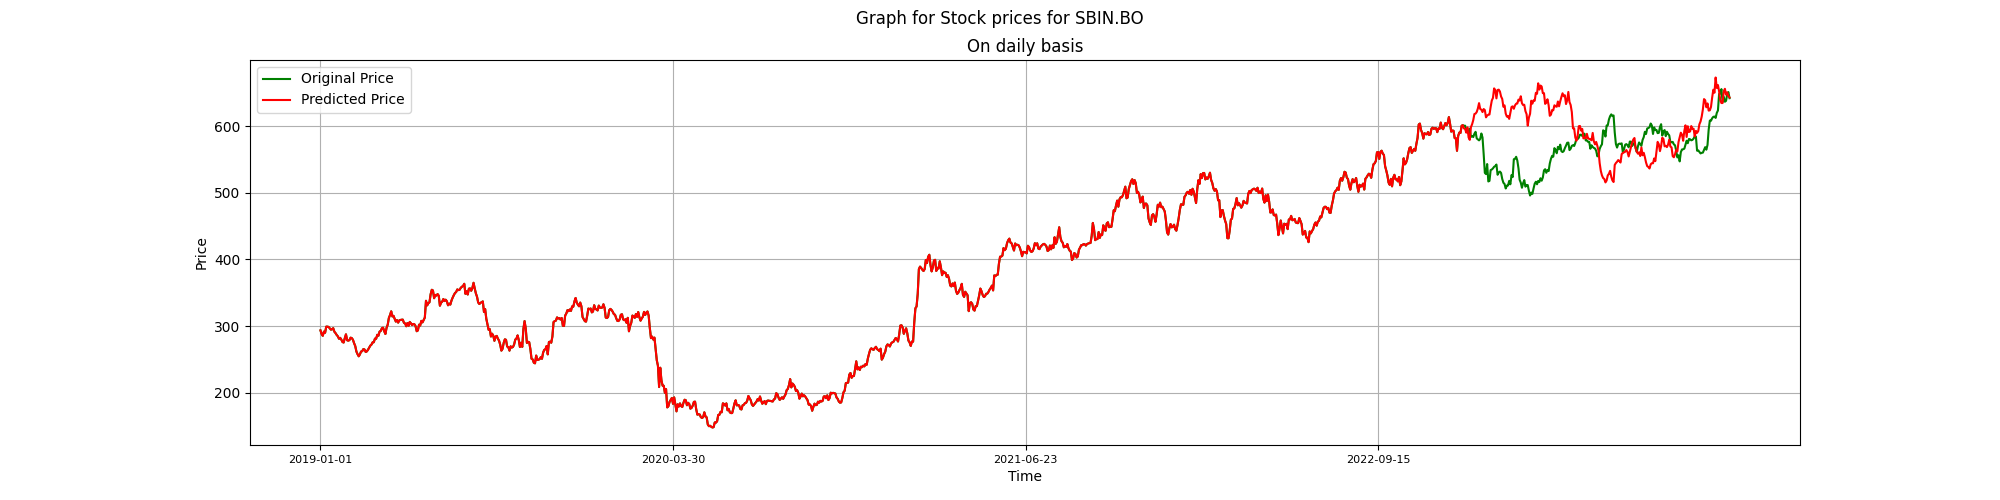 Graph for Stock prices for SBIN.BO
On daily basis
Original Price
Predicted Price
600
500
400
300
200
Price
2019-01-01
2020-03-30
2021-06-23
2022-09-15
Time